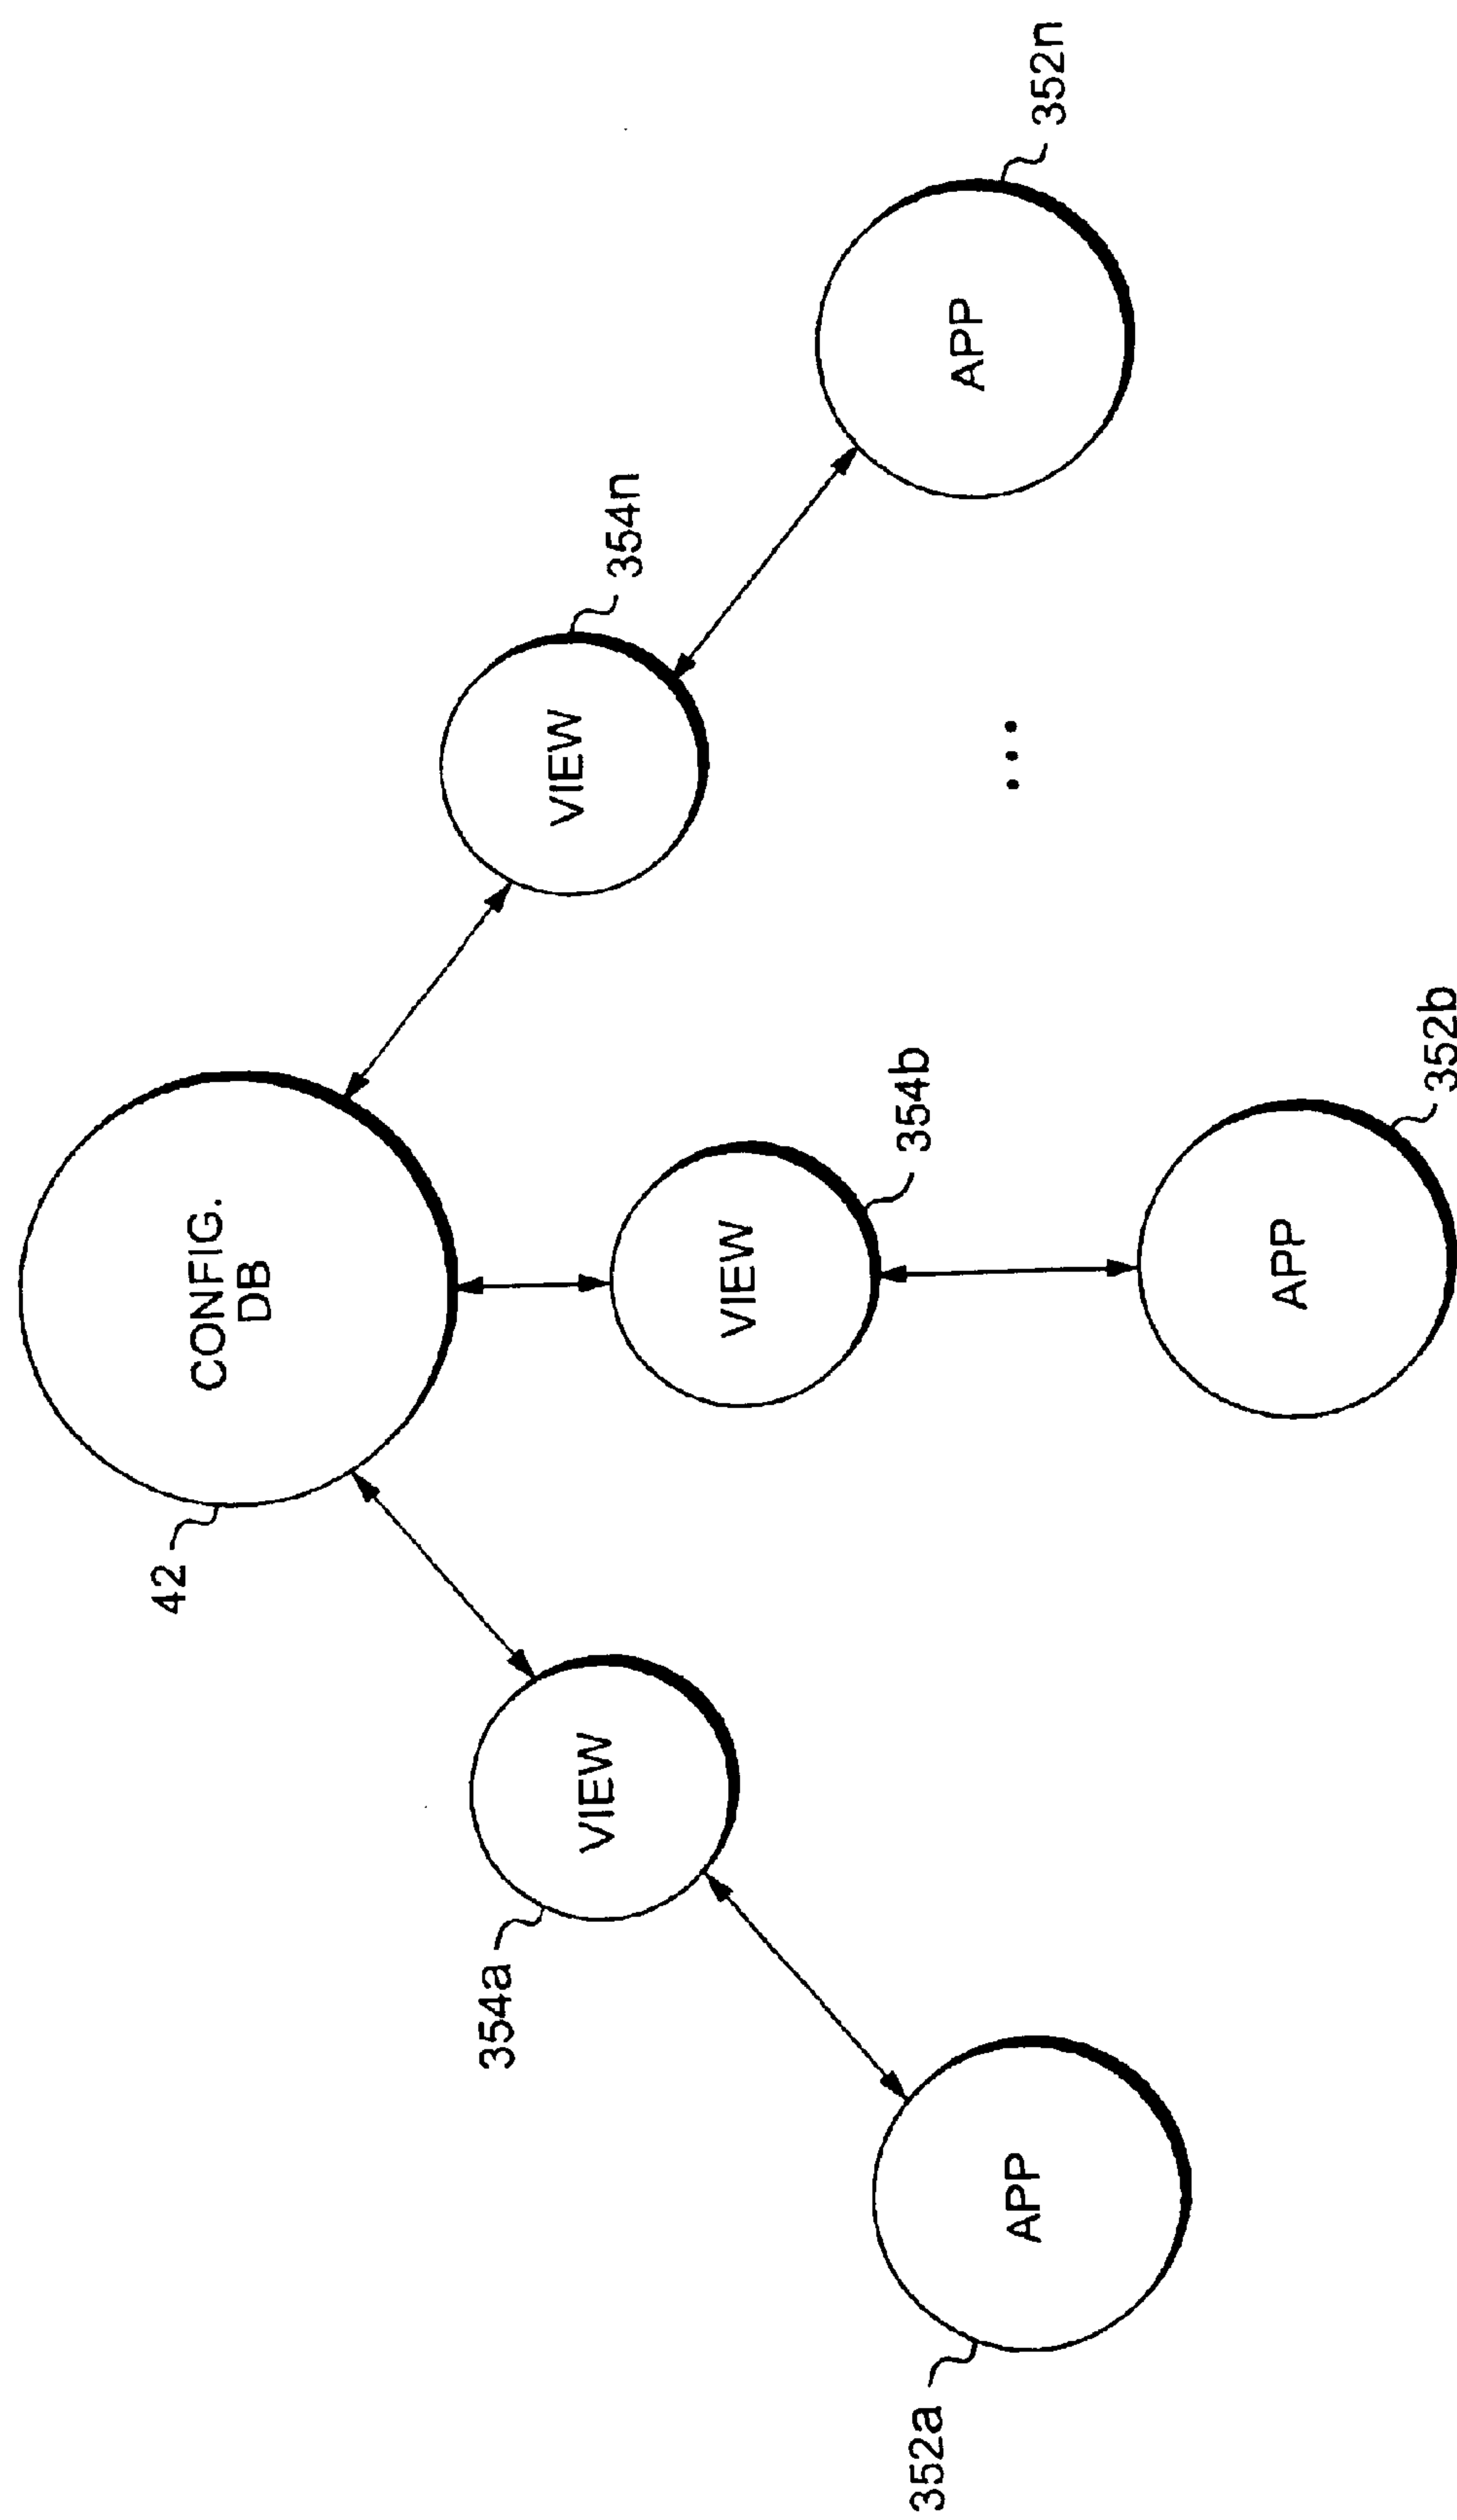 42
CONFIG.
DB
354a
VIEW
VIEW
354b
VIEW
354n
352a
APP
APP
352b
...
APP
352n